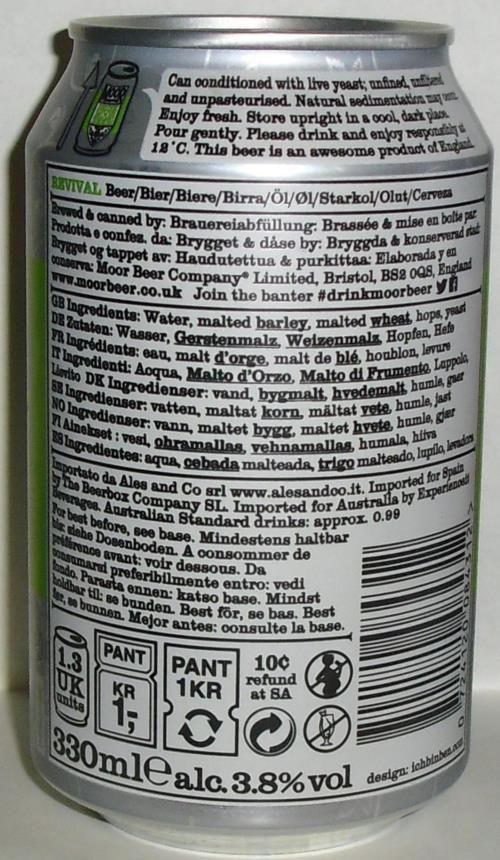 Can conditioned with live yeast; unfined, unfiltered
and unpasteurised. Natural sedimentation may occur.
Enjoy fresh. Store upright in a cool, dark place.
Pour gently. Please drink and enjoy responsibly at
12°C. This beer is an awesome product of England.
MOOR
REVIVAL Beer/Bier/Biere/Birra/Öl/Øl/Starkol/Olut/Cerveza
Brewed & canned by: Brauereiabfüllung: Brassée & mise en boîte par
Prodotta e confez. da: Brygget & dåse by: Bryggda & konserverad
Brygget og tappet av: Haudutettua & purkittaa: Elaborada y en
conserva: Moor Beer Company® Limited, Bristol, BS2 0QS, England
www.moorbeer.co.uk Join the banter #drinkmoorbeer
GB Ingredients: Water, malted barley, malted wheat, hops, yeast
DE Zutaten: Wasser, Gerstenmalz, Weizenmalz, Hopfen, Hefe
FR Ingrédients: eau, malt d'orge, malt de blé, houblon, levure
IT Ingredienti: Acqua, Malto d'Orzo, Malto di Frumento, Luppolo,
Lievito DK Ingredienser: vand, bygmalt, hvedemalt, humle, gær
SE Ingredienser: vatten, maltat korn, mältat vete, humle, jast
NO Ingredienser: vann, maltet bygg, maltet hvete, humle, gjær
FI Ainekset: vesi, ohramallas, vehnamallas, humala, hiiva
ES Ingredientes: aqua, cebada malteada, trigo malteado, lupilo, levadora
Importato da Ales and Co srl www.alesandco.it. Imported for Spain
by The Beerbox Company SL. Imported for Australia by Experienceit
Beverages. Australian Standard drinks: approx. 0.99
For best before, see base. Mindestens haltbar
bis: siehe Dosenboden. A consommer de
préférence avant: voir dessous. Da
consumarsi preferibilmente entro: vedi
fondo. Parasta ennen: katso base. Mindst
holdbar til: se bunden. Best för, se bas. Best
før, se bunnen. Mejor antes: consulte la base.
1.3
UK
units
PANT
KR
1:-
PANT
1KR
10¢
refund
at SA
330ml e alc. 3.8% vol
design: ichbinben.com